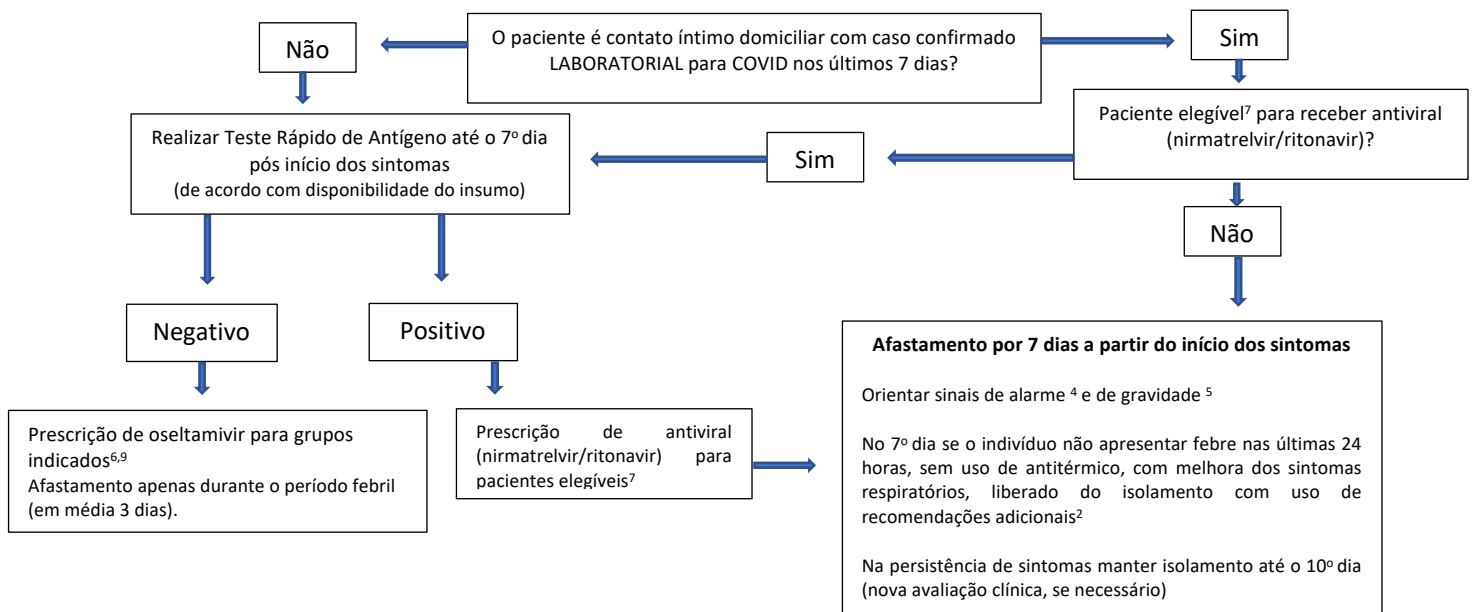 O paciente é contato íntimo domiciliar com caso confirmado
LABORATORIAL para COVID nos últimos 7 dias?
Não
Sim
Realizar Teste Rápido de Antígeno até o 7º dia
pós início dos sintomas
(de acordo com disponibilidade do insumo)
Sim
Paciente elegível⁷ para receber antiviral
(nirmatrelvir/ritonavir)?
Não
Negativo
Positivo
Prescrição de oseltamivir para grupos
indicados⁶,⁹
Afastamento apenas durante o período febril
(em média 3 dias).
Prescrição de antiviral
(nirmatrelvir/ritonavir) para
pacientes elegíveis⁷
Afastamento por 7 dias a partir do início dos sintomas
Orientar sinais de alarme ⁴ e de gravidade ⁵
No 7º dia se o indivíduo não apresentar febre nas últimas 24
horas, sem uso de antitérmico, com melhora dos sintomas
respiratórios, liberado do isolamento com uso de
recomendações adicionais²
Na persistência de sintomas manter isolamento até o 10º dia
(nova avaliação clínica, se necessário)